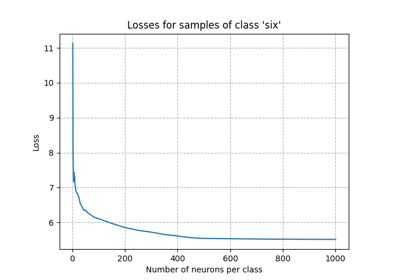 Losses for samples of class 'six'
11
10
9
8
7
6
Loss
0 200 400 600 800 1000
Number of neurons per class